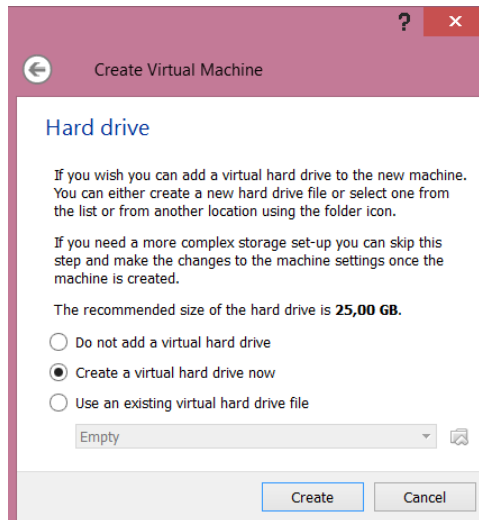 ?
Create Virtual Machine
Hard drive
If you wish you can add a virtual hard drive to the new machine.
You can either create a new hard drive file or select one from
the list or from another location using the folder icon.
If you need a more complex storage set-up you can skip this
step and make the changes to the machine settings once the
machine is created.
The recommended size of the hard drive is 25,00 GB.
Do not add a virtual hard drive
Create a virtual hard drive now
Use an existing virtual hard drive file
Empty
Create Cancel